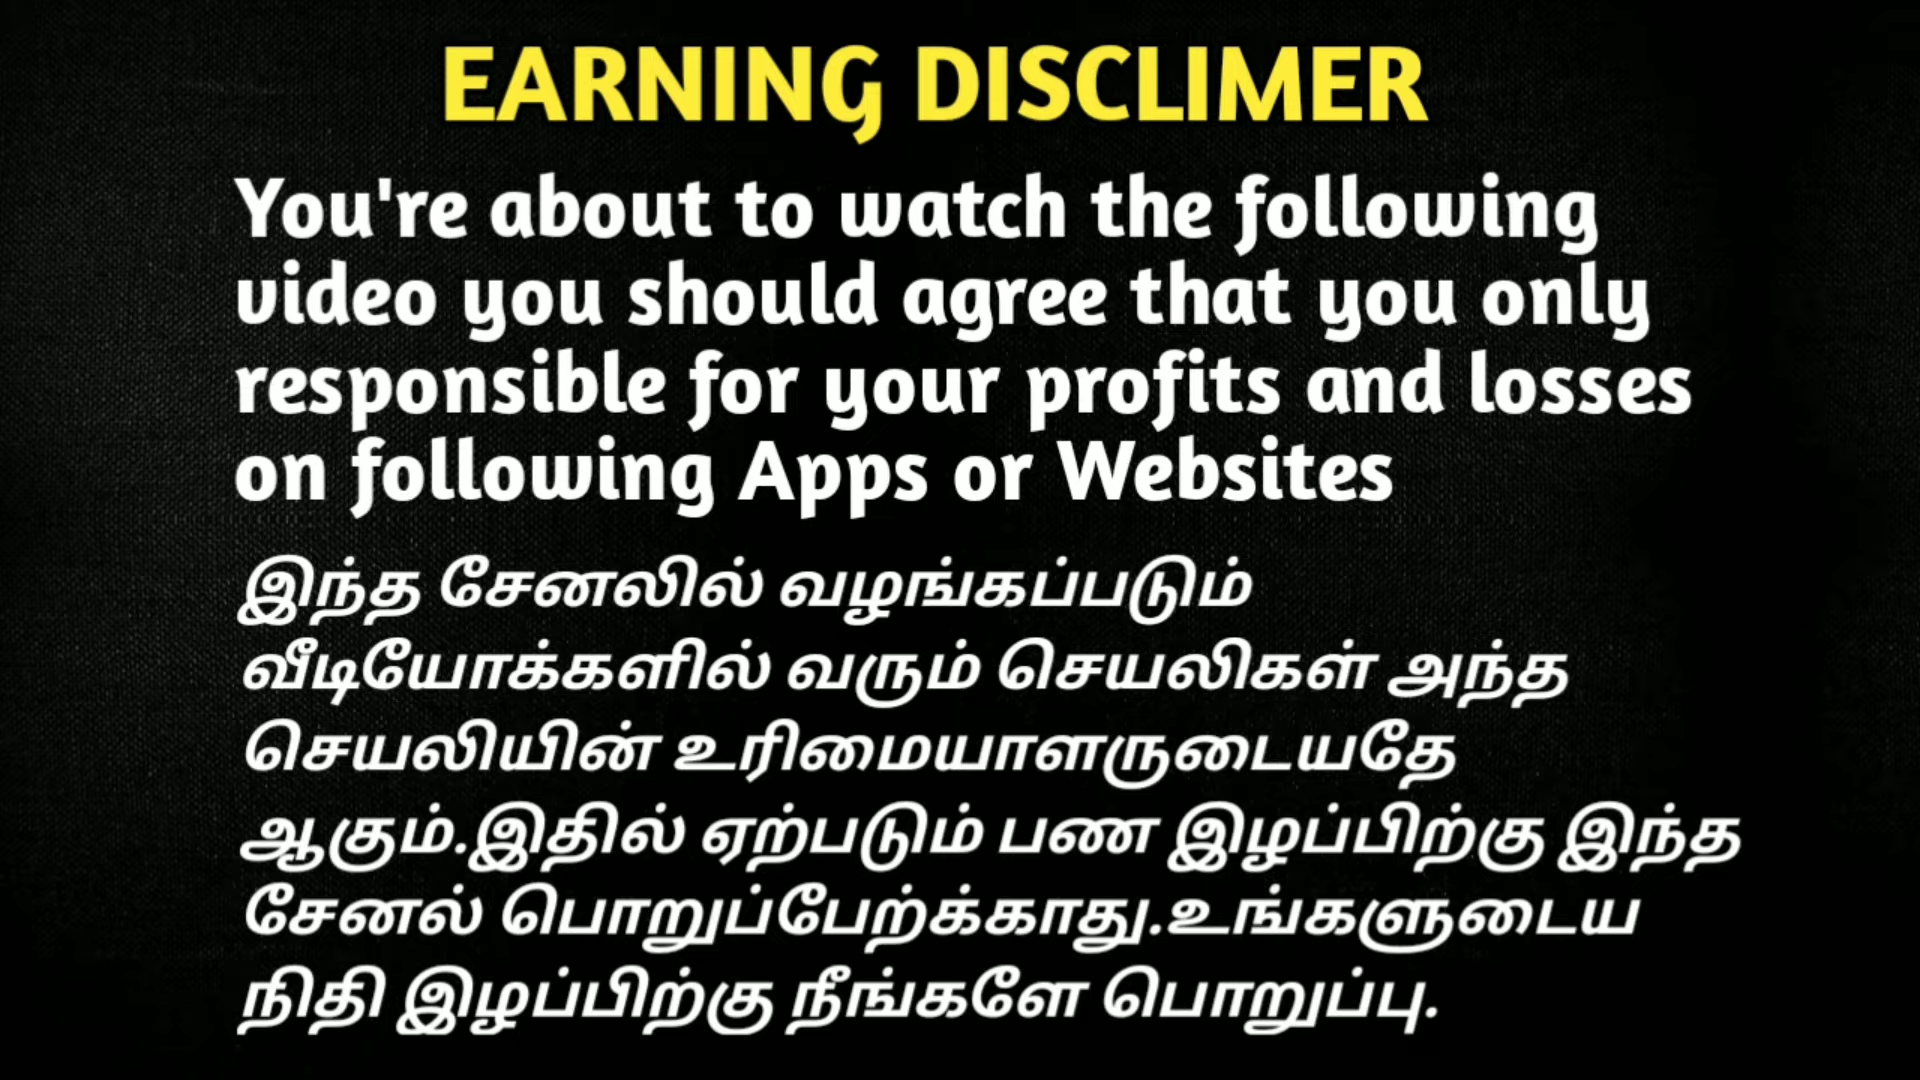 EARNING DISCLIMER
You're about to watch the following
video you should agree that you only
responsible for your profits and losses
on following Apps or Websites
இந்த சேனலில் வழங்கப்படும்
வீடியோக்களில் வரும் செயலிகள் அந்த
செயலியின் உரிமையாளருடையதே
ஆகும்.இதில் ஏற்படும் பண இழப்பிற்கு இந்த
சேனல் பொறுப்பேற்க்காது.உங்களுடைய
நிதி இழப்பிற்கு நீங்களே பொறுப்பு.